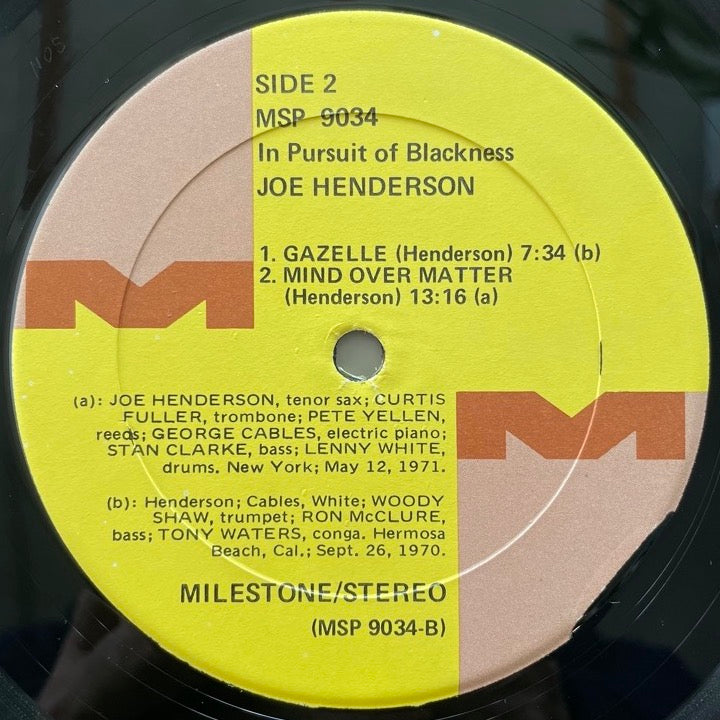 SIDE 2
MSP 9034
In Pursuit of Blackness
JOE HENDERSON
1. GAZELLE (Henderson) 7:34 (b)
2. MIND OVER MATTER
(Henderson) 13:16 (a)
(a): JOE HENDERSON, tenor sax; CURTIS
FULLER, trombone; PETE YELLEN,
reeds; GEORGE CABLES, electric piano;
STAN CLARKE, bass; LENNY WHITE,
drums. New York; May 12, 1971.
(b): Henderson; Cables, White; WOODY
SHAW, trumpet; RON McCLURE,
bass; TONY WATERS, conga. Hermosa
Beach, Cal.; Sept. 26, 1970.
MILESTONE/STEREO
(MSP 9034-B)